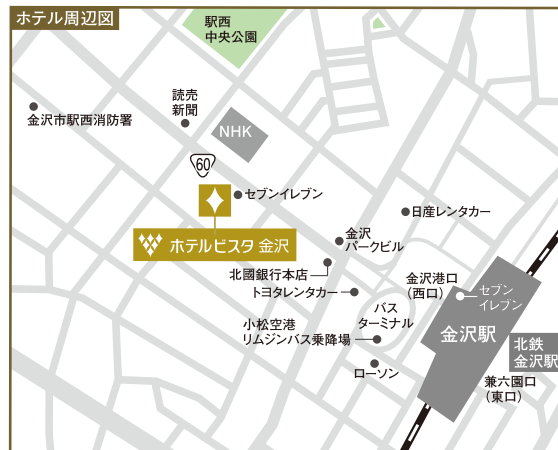 ホテル周辺図
駅西
中央公園
読売
新聞
金沢市駅西消防署
NHK
60
セブンイレブン
日産レンタカー
ホテルビスタ 金沢
金沢
パークビル
北國銀行本店
トヨタレンタカー
金沢港口
(西口)
セブン
イレブン
バス
ターミナル
小松空港
リムジンバス乗降場
金沢駅
北鉄
金沢駅
ローソン
兼六園口
(東口)